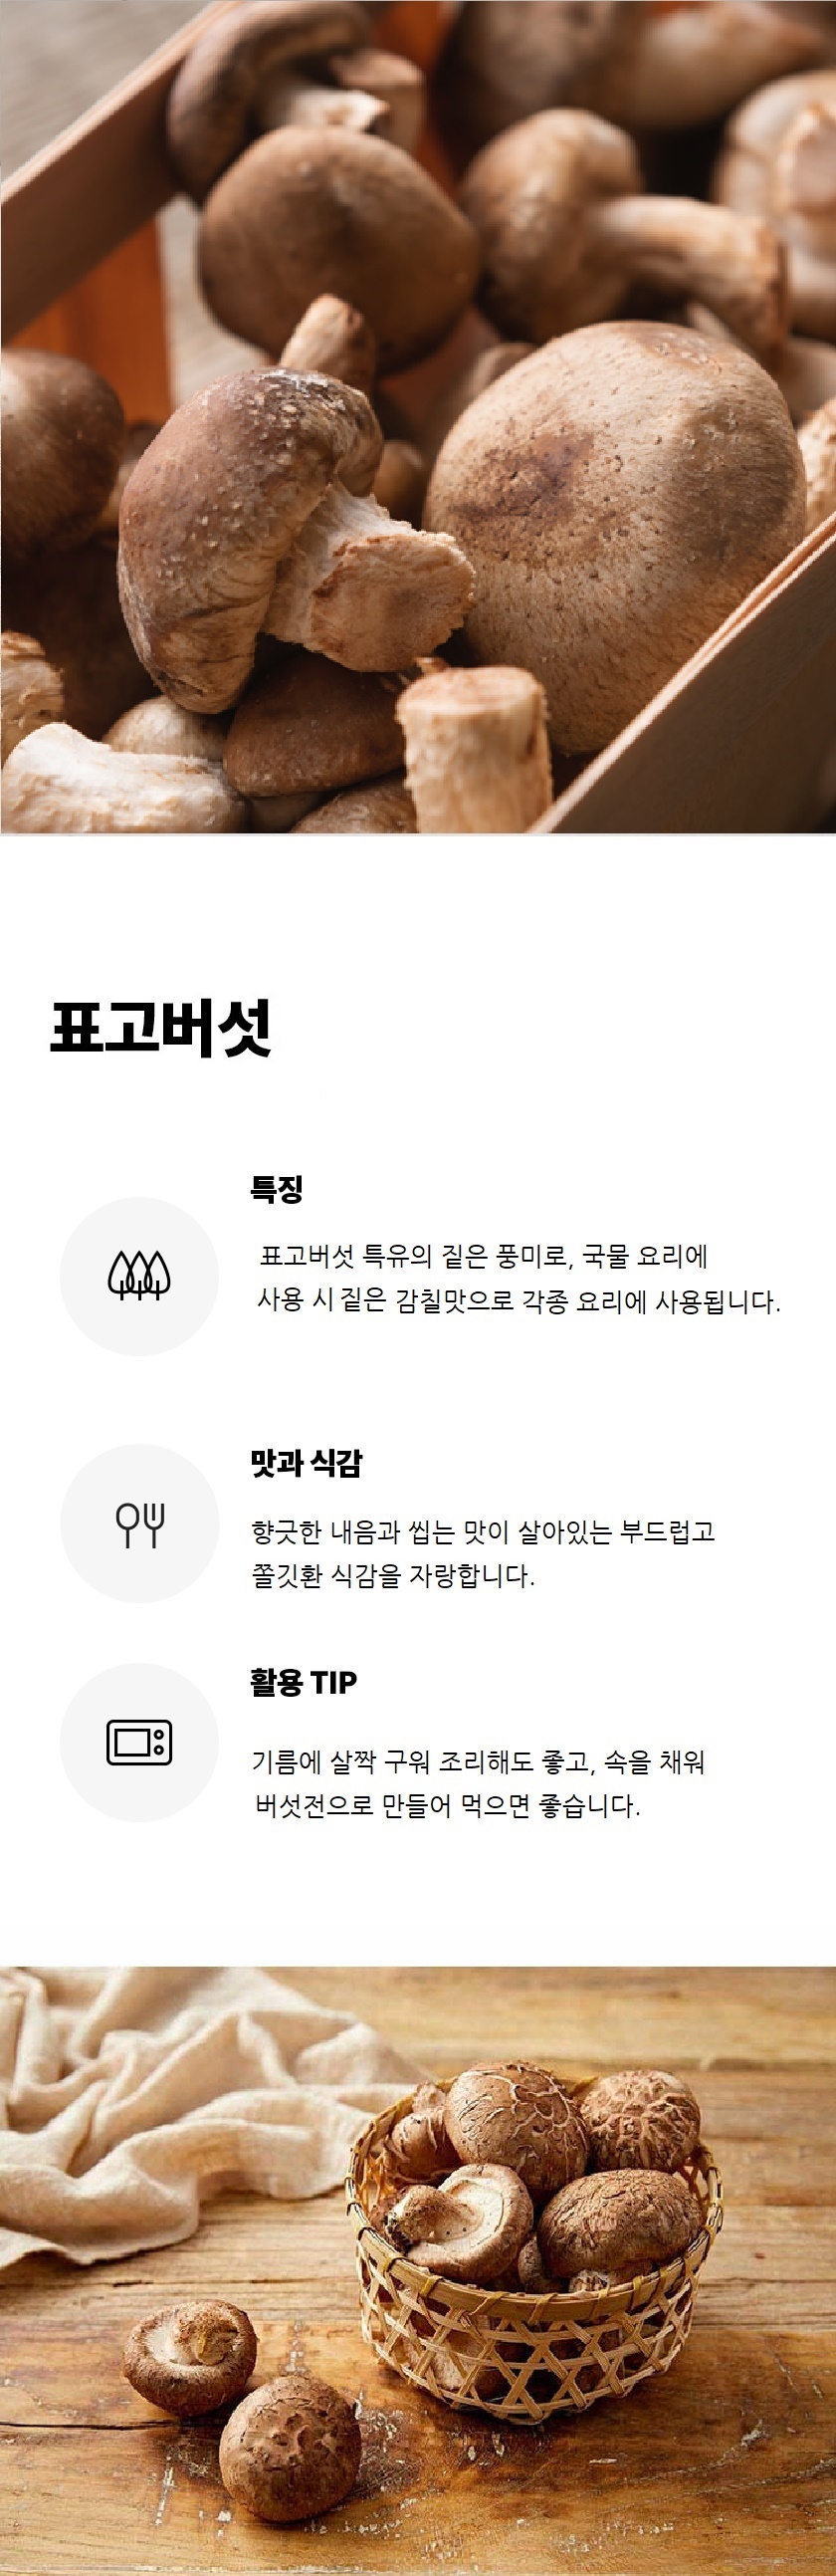 표고버섯
특징
표고버섯 특유의 짙은 풍미로, 국물 요리에
사용 시 짙은 감칠맛으로 각종 요리에 사용됩니다.
맛과 식감
향긋한 내음과 씹는 맛이 살아있는 부드럽고
쫄깃환 식감을 자랑합니다.
활용 TIP
기름에 살짝 구워 조리해도 좋고, 속을 채워
버섯전으로 만들어 먹으면 좋습니다.